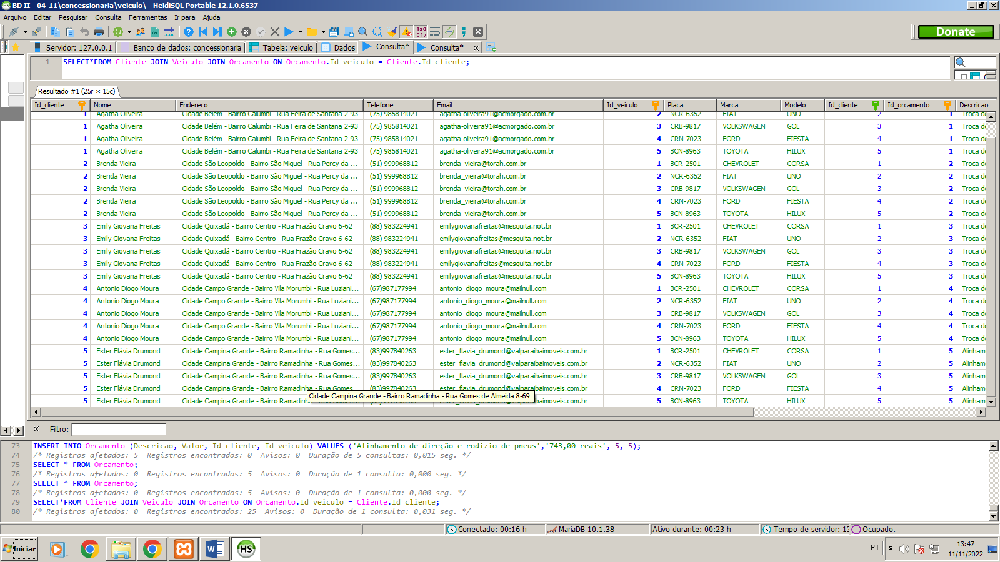 BD II - 04-11\concessionaria\veiculo\ - HeidiSQL Portable 12.1.0.6537
Arquivo Editar Pesquisar Consulta Ferramentas Ir para Ajuda
Donate
Servidor: 127.0.0.1 Banco de dados: concessionaria Tabela: veiculo Dados Consulta* Consulta*
1 SELECT*FROM Cliente JOIN Veiculo JOIN Orcamento ON Orcamento.Id_veiculo = Cliente.Id_cliente;
Resultado #1 (25r × 15c)
Id_cliente Nome Endereco Telefone Email Id_veiculo Placa Marca Modelo Id_cliente Id_orcamento Descricao
1 Agatha Oliveira Cidade Belém - Bairro Calumbi - Rua Feira de Santana 2-93 (75) 985814021 agatha-oliveira91@acmorgado.com.br 2 NCR-6352 FIAT UNO 2 1 Troca de
1 Agatha Oliveira Cidade Belém - Bairro Calumbi - Rua Feira de Santana 2-93 (75) 985814021 agatha-oliveira91@acmorgado.com.br 3 CRB-9817 VOLKSWAGEN GOL 3 1 Troca de
1 Agatha Oliveira Cidade Belém - Bairro Calumbi - Rua Feira de Santana 2-93 (75) 985814021 agatha-oliveira91@acmorgado.com.br 4 CRN-7023 FORD FIESTA 4 1 Troca de
1 Agatha Oliveira Cidade Belém - Bairro Calumbi - Rua Feira de Santana 2-93 (75) 985814021 agatha-oliveira91@acmorgado.com.br 5 BCN-8963 TOYOTA HILUX 5 1 Troca de
2 Brenda Vieira Cidade São Leopoldo - Bairro São Miguel - Rua Percy da ... (51) 999968812 brenda_vieira@torah.com.br 1 BCR-2501 CHEVROLET CORSA 1 2 Troca de
2 Brenda Vieira Cidade São Leopoldo - Bairro São Miguel - Rua Percy da ... (51) 999968812 brenda_vieira@torah.com.br 2 NCR-6352 FIAT UNO 2 2 Troca de
2 Brenda Vieira Cidade São Leopoldo - Bairro São Miguel - Rua Percy da ... (51) 999968812 brenda_vieira@torah.com.br 3 CRB-9817 VOLKSWAGEN GOL 3 2 Troca de
2 Brenda Vieira Cidade São Leopoldo - Bairro São Miguel - Rua Percy da ... (51) 999968812 brenda_vieira@torah.com.br 4 CRN-7023 FORD FIESTA 4 2 Troca de
2 Brenda Vieira Cidade São Leopoldo - Bairro São Miguel - Rua Percy da ... (51) 999968812 brenda_vieira@torah.com.br 5 BCN-8963 TOYOTA HILUX 5 2 Troca de
3 Emily Giovana Freitas Cidade Quixadá - Bairro Centro - Rua Frazão Cravo 6-62 (88) 983224941 emilygiovanafreitas@mesquita.not.br 1 BCR-2501 CHEVROLET CORSA 1 3 Troca de
3 Emily Giovana Freitas Cidade Quixadá - Bairro Centro - Rua Frazão Cravo 6-62 (88) 983224941 emilygiovanafreitas@mesquita.not.br 2 NCR-6352 FIAT UNO 2 3 Troca de
3 Emily Giovana Freitas Cidade Quixadá - Bairro Centro - Rua Frazão Cravo 6-62 (88) 983224941 emilygiovanafreitas@mesquita.not.br 3 CRB-9817 VOLKSWAGEN GOL 3 3 Troca de
3 Emily Giovana Freitas Cidade Quixadá - Bairro Centro - Rua Frazão Cravo 6-62 (88) 983224941 emilygiovanafreitas@mesquita.not.br 4 CRN-7023 FORD FIESTA 4 3 Troca de
3 Emily Giovana Freitas Cidade Quixadá - Bairro Centro - Rua Frazão Cravo 6-62 (88) 983224941 emilygiovanafreitas@mesquita.not.br 5 BCN-8963 TOYOTA HILUX 5 3 Troca de
4 Antonio Diogo Moura Cidade Campo Grande - Bairro Vila Morumbi - Rua Luziani... (67)987177994 antonio_diogo_moura@mailnull.com 1 BCR-2501 CHEVROLET CORSA 1 4 Troca do
4 Antonio Diogo Moura Cidade Campo Grande - Bairro Vila Morumbi - Rua Luziani... (67)987177994 antonio_diogo_moura@mailnull.com 2 NCR-6352 FIAT UNO 2 4 Troca do
4 Antonio Diogo Moura Cidade Campo Grande - Bairro Vila Morumbi - Rua Luziani... (67)987177994 antonio_diogo_moura@mailnull.com 3 CRB-9817 VOLKSWAGEN GOL 3 4 Troca do
4 Antonio Diogo Moura Cidade Campo Grande - Bairro Vila Morumbi - Rua Luziani... (67)987177994 antonio_diogo_moura@mailnull.com 4 CRN-7023 FORD FIESTA 4 4 Troca do
4 Antonio Diogo Moura Cidade Campo Grande - Bairro Vila Morumbi - Rua Luziani... (67)987177994 antonio_diogo_moura@mailnull.com 5 BCN-8963 TOYOTA HILUX 5 4 Troca do
5 Ester Flávia Drumond Cidade Campina Grande - Bairro Ramadinha - Rua Gomes... (83)997840263 ester_flavia_drumond@valparaibaimoveis.com.br 1 BCR-2501 CHEVROLET CORSA 1 5 Alinham
5 Ester Flávia Drumond Cidade Campina Grande - Bairro Ramadinha - Rua Gomes... (83)997840263 ester_flavia_drumond@valparaibaimoveis.com.br 2 NCR-6352 FIAT UNO 2 5 Alinham
5 Ester Flávia Drumond Cidade Campina Grande - Bairro Ramadinha - Rua Gomes... (83)997840263 ester_flavia_drumond@valparaibaimoveis.com.br 3 CRB-9817 VOLKSWAGEN GOL 3 5 Alinham
5 Ester Flávia Drumond Cidade Campina Grande - Bairro Ramadinha - Rua Gomes... (83)997840263 ester_flavia_drumond@valparaibaimoveis.com.br 4 CRN-7023 FORD FIESTA 4 5 Alinham
Cidade Campina Grande - Bairro Ramadinha - Rua Gomes de Almeida 8-69
5 Ester Flávia Drumond Cidade Campina Grande - Bairro Ramadinha - Rua Gomes... (83)997840263 ester_flavia_drumond@valparaibaimoveis.com.br 5 BCN-8963 TOYOTA HILUX 5 5 Alinham
Filtro:
73 INSERT INTO Orcamento (Descricao, Valor, Id_cliente, Id_veiculo) VALUES ('Alinhamento de direção e rodízio de pneus','743,00 reais', 5, 5);
74 /* Registros afetados: 5 Registros encontrados: 0 Avisos: 0 Duração de 5 consultas: 0,015 seg. */
75 SELECT * FROM Orcamento;
76 /* Registros afetados: 0 Registros encontrados: 5 Avisos: 0 Duração de 1 consulta: 0,000 seg. */
77 SELECT * FROM Orcamento;
78 /* Registros afetados: 0 Registros encontrados: 5 Avisos: 0 Duração de 1 consulta: 0,000 seg. */
79 SELECT*FROM Cliente JOIN Veiculo JOIN Orcamento ON Orcamento.Id_veiculo = Cliente.Id_cliente;
80 /* Registros afetados: 0 Registros encontrados: 25 Avisos: 0 Duração de 1 consulta: 0,031 seg. */
Conectado: 00:16 h MariaDB 10.1.38 Ativo durante: 00:23 h Tempo de servidor: 13 Ocupado.
Iniciar HS PT 13:47
11/11/2022